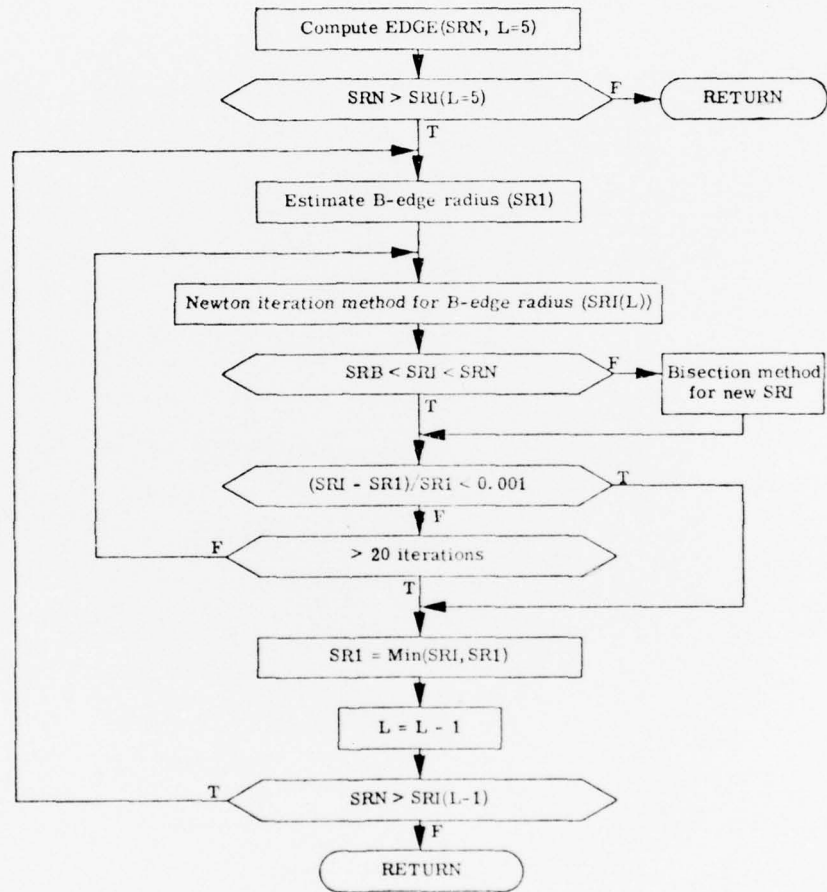 Compute EDGE(SRN, L=5)
SRN > SRI(L=5)
F
RETURN
T
Estimate B-edge radius (SR1)
Newton iteration method for B-edge radius (SRI(L))
SRB < SRI < SRN
F
Bisection method
for new SRI
T
(SRI - SR1)/SR1 < 0.001
T
F
F
> 20 iterations
T
SR1 = Min(SRI, SR1)
L = L - 1
T
SRN > SRI(L-1)
F
RETURN